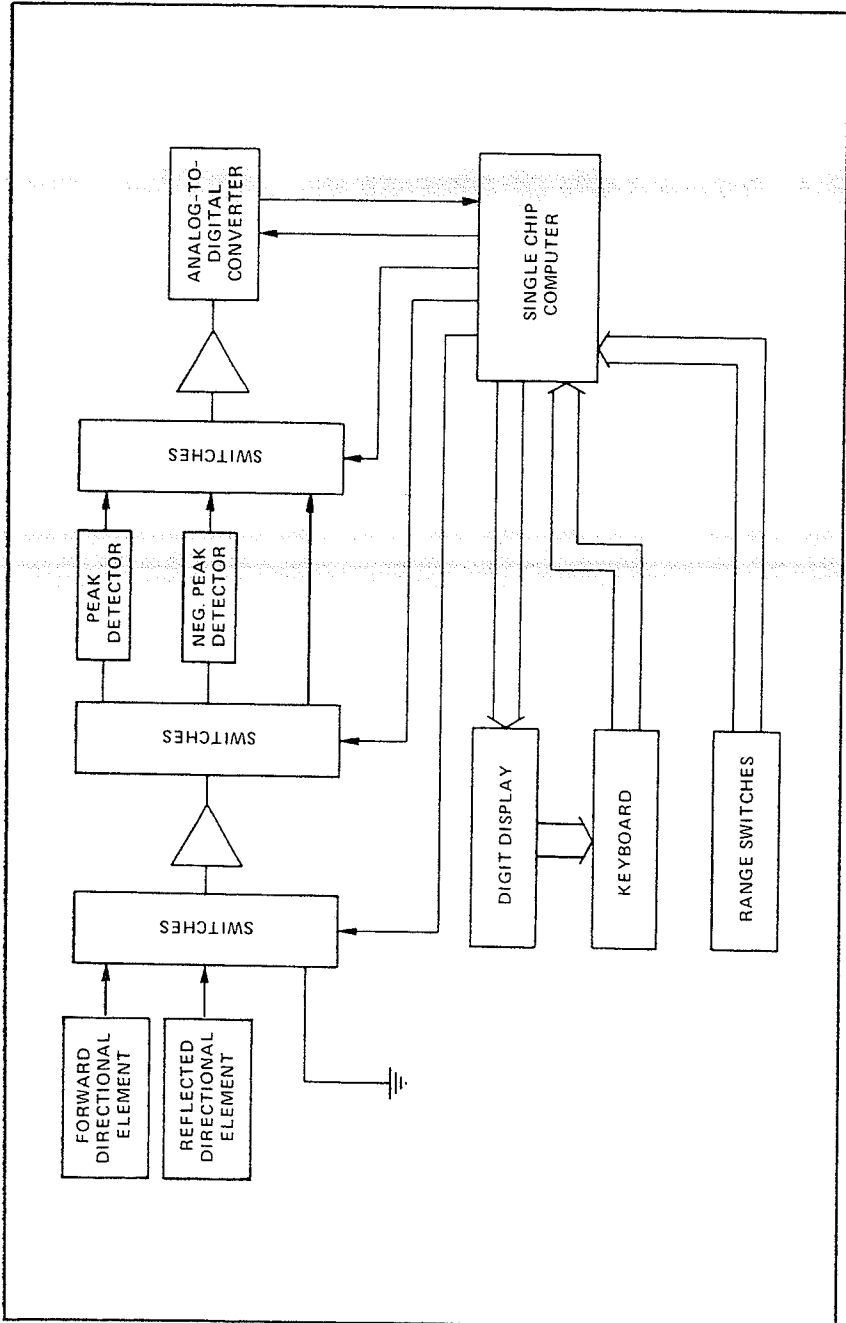 FORWARD
DIRECTIONAL
ELEMENT
REFLECTED
DIRECTIONAL
ELEMENT
SWITCHES
SWITCHES
PEAK
DETECTOR
NEG. PEAK
DETECTOR
SWITCHES
ANALOG-TO-
DIGITAL
CONVERTER
SINGLE CHIP
COMPUTER
DIGIT DISPLAY
KEYBOARD
RANGE SWITCHES